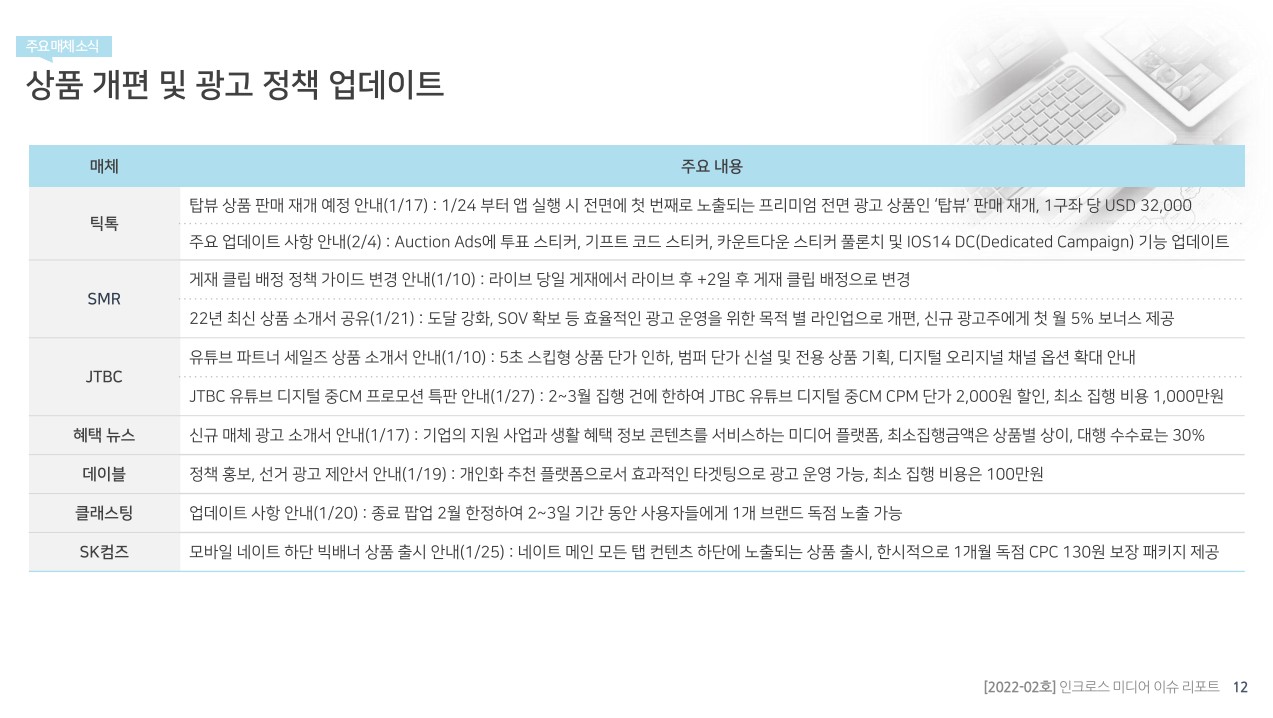 주요매체소식
상품 개편 및 광고 정책 업데이트
매체
주요 내용
틱톡
탑뷰 상품 판매 재개 예정 안내(1/17) : 1/24 부터 앱 실행 시 전면에 첫 번째로 노출되는 프리미엄 전면 광고 상품인 ‘탑뷰’ 판매 재개, 1구좌 당 USD 32,000
주요 업데이트 사항 안내(2/4) : Auction Ads에 투표 스티커, 기프트 코드 스티커, 카운트다운 스티커 풀론치 및 IOS14 DC(Dedicated Campaign) 기능 업데이트
SMR
게재 클립 배정 정책 가이드 변경 안내(1/10) : 라이브 당일 게재에서 라이브 후 +2일 후 게재 클립 배정으로 변경
22년 최신 상품 소개서 공유(1/21) : 도달 강화, SOV 확보 등 효율적인 광고 운영을 위한 목적 별 라인업으로 개편, 신규 광고주에게 첫 월 5% 보너스 제공
JTBC
유튜브 파트너 세일즈 상품 소개서 안내(1/10) : 5초 스킵형 상품 단가 인하, 범퍼 단가 신설 및 전용 상품 기획, 디지털 오리지널 채널 옵션 확대 안내
JTBC 유튜브 디지털 중CM 프로모션 특판 안내(1/27) : 2~3월 집행 건에 한하여 JTBC 유튜브 디지털 중CM CPM 단가 2,000원 할인, 최소 집행 비용 1,000만원
혜택 뉴스
신규 매체 광고 소개서 안내(1/17) : 기업의 지원 사업과 생활 혜택 정보 콘텐츠를 서비스하는 미디어 플랫폼, 최소집행금액은 상품별 상이, 대행 수수료는 30%
데이블
정책 홍보, 선거 광고 제안서 안내(1/19) : 개인화 추천 플랫폼으로서 효과적인 타겟팅으로 광고 운영 가능, 최소 집행 비용은 100만원
클래스팅
업데이트 사항 안내(1/20) : 종료 팝업 2월 한정하여 2~3일 기간 동안 사용자들에게 1개 브랜드 독점 노출 가능
SK컴즈
모바일 네이트 하단 빅배너 상품 출시 안내(1/25) : 네이트 메인 모든 탭 컨텐츠 하단에 노출되는 상품 출시, 한시적으로 1개월 독점 CPC 130원 보장 패키지 제공
[2022-02호] 인크로스 미디어 이슈 리포트 12